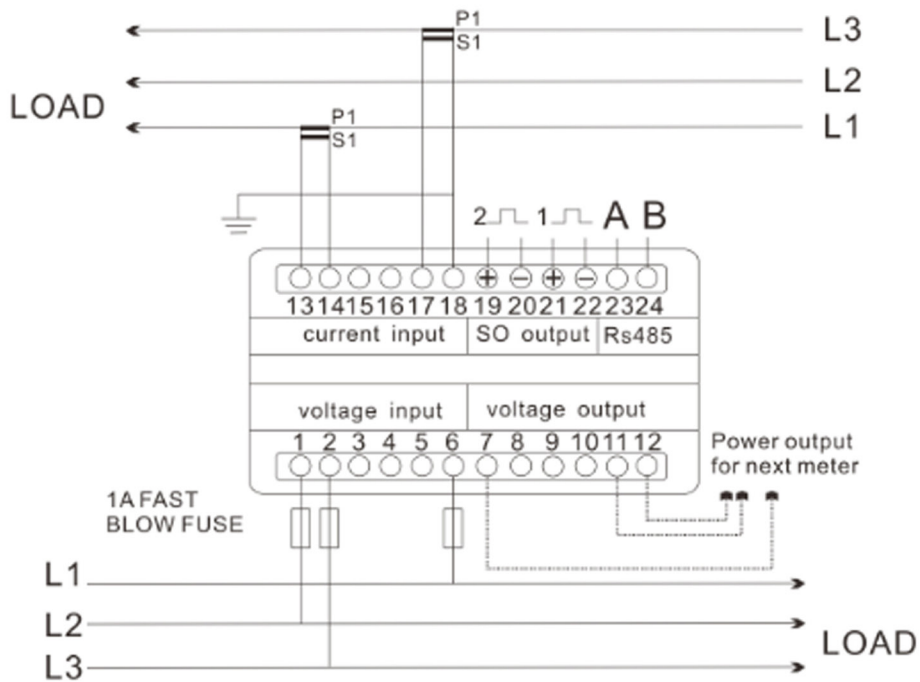 P1
L3
S1
L2
LOAD
P1
L1
S1
2 1 A B
+ − + −
13 14 15 16 17 18 19 20 21 22 23 24
current input SO output Rs485
voltage input voltage output
1 2 3 4 5 6 7 8 9 10 11 12
Power output
for next meter
1A FAST
BLOW FUSE
L1
L2
LOAD
L3